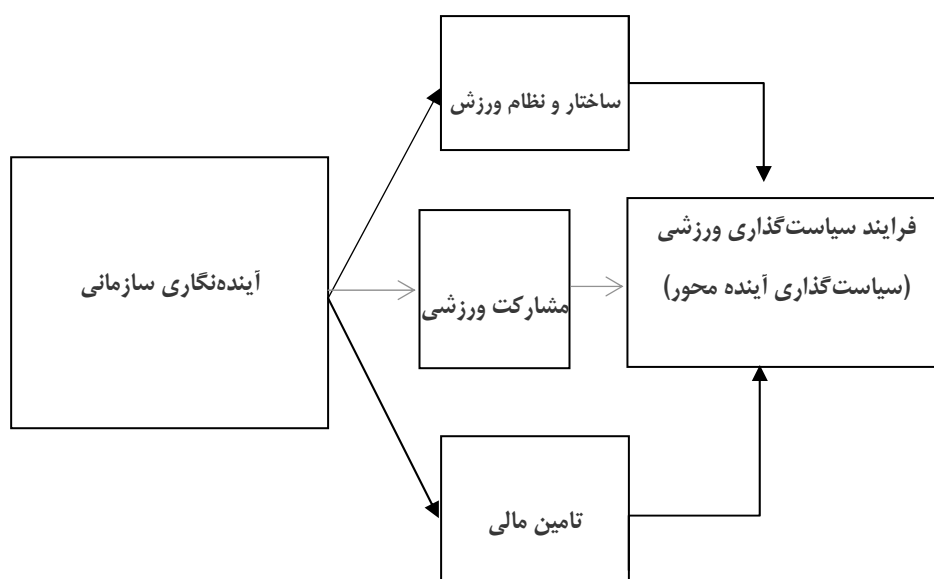 ساختار و نظام ورزش
فرایند سیاست‌گذاری ورزشی
(سیاست‌گذاری آینده محور)
آینده‌نگاری سازمانی
مشارکت ورزشی
تامین مالی